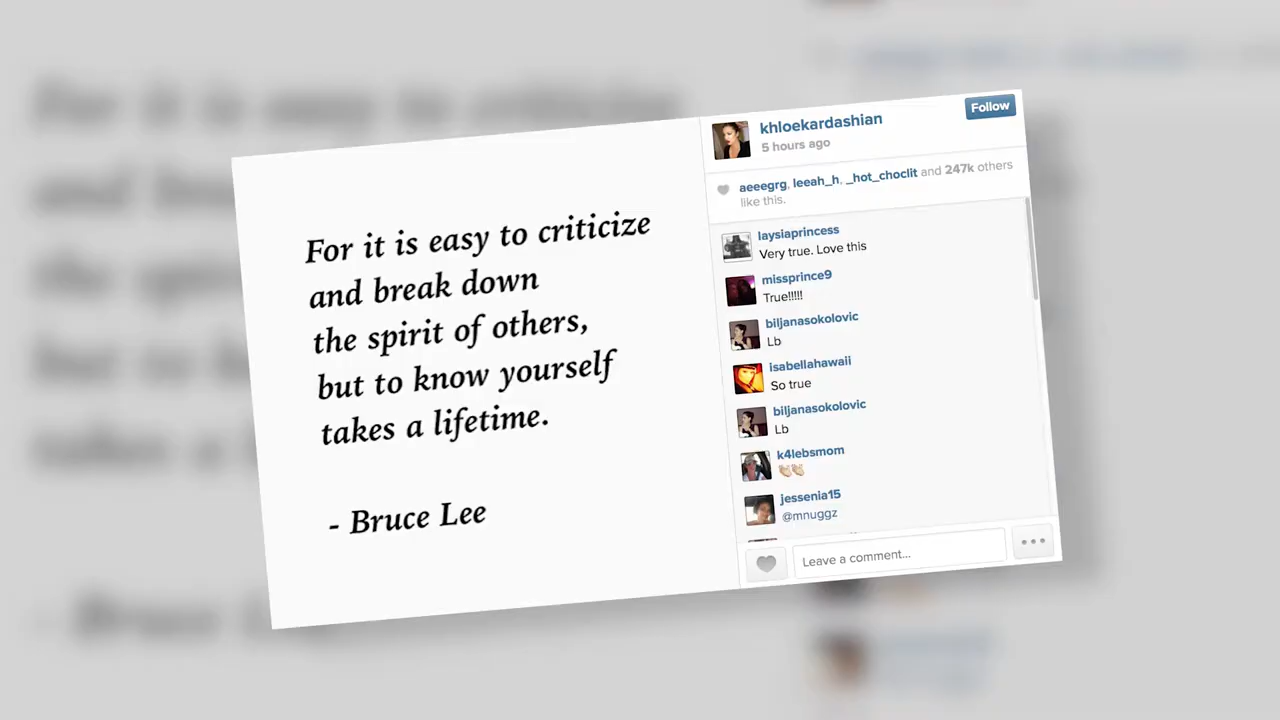 For it is easy to criticize
and break down
the spirit of others,
but to know yourself
takes a lifetime.
- Bruce Lee
khloekardashian
5 hours ago
Follow
aeeegrg, leeah_h, _hot_choclit and 247k others
like this.
laysiaprincess
Very true. Love this
missprince9
True!!!!!
biljanasokolovic
Lb
isabellahawaii
So true
biljanasokolovic
Lb
k4lebsmom
👏🏼👏🏼
jessenia15
@mnuggz
Leave a comment...